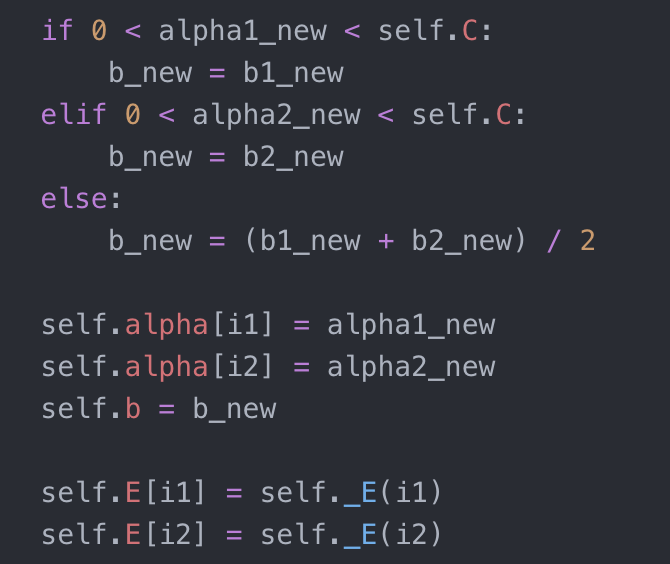 if 0 < alpha1_new < self.C:
    b_new = b1_new
elif 0 < alpha2_new < self.C:
    b_new = b2_new
else:
    b_new = (b1_new + b2_new) / 2

self.alpha[i1] = alpha1_new
self.alpha[i2] = alpha2_new
self.b = b_new

self.E[i1] = self._E(i1)
self.E[i2] = self._E(i2)